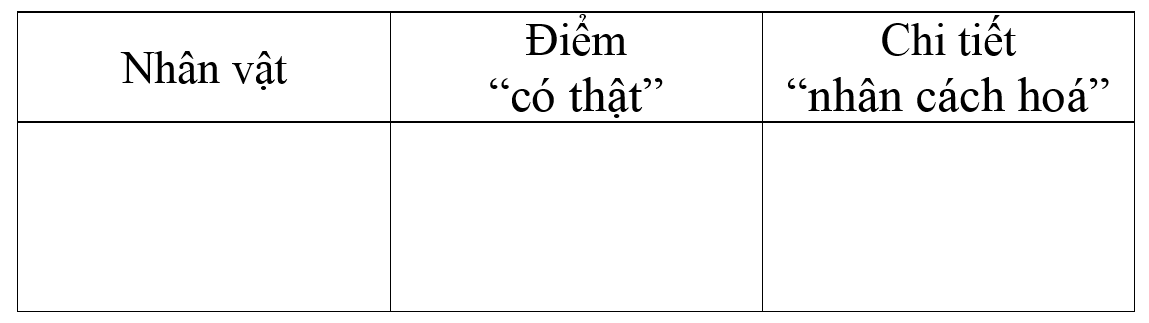 Nhân vật
Điểm
“có thật”
Chi tiết
“nhân cách hoá”